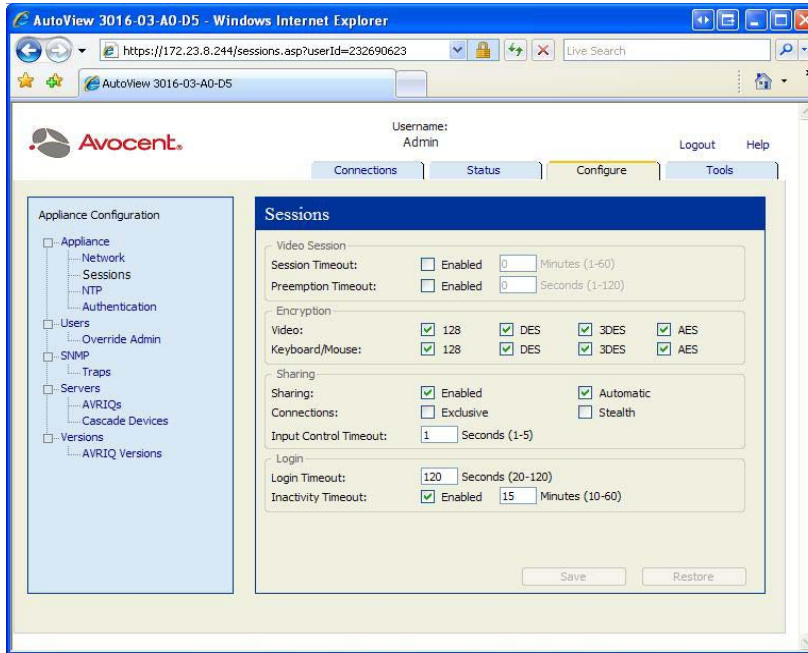 AutoView 3016-03-A0-D5 - Windows Internet Explorer
https://172.23.8.244/sessions.asp?userId=232690623
Live Search
AutoView 3016-03-A0-D5
Avocent.
Username:
Admin
Logout Help
Connections Status Configure Tools
Appliance Configuration
Appliance
Network
Sessions
NTP
Authentication
Users
Override Admin
SNMP
Traps
Servers
AVRIQs
Cascade Devices
Versions
AVRIQ Versions
Sessions
Video Session
Session Timeout: Enabled 0 Minutes (1-60)
Preemption Timeout: Enabled 0 Seconds (1-120)
Encryption
Video: 128 DES 3DES AES
Keyboard/Mouse: 128 DES 3DES AES
Sharing
Sharing: Enabled Automatic
Connections: Exclusive Stealth
Input Control Timeout: 1 Seconds (1-5)
Login
Login Timeout: 120 Seconds (20-120)
Inactivity Timeout: Enabled 15 Minutes (10-60)
Save Restore